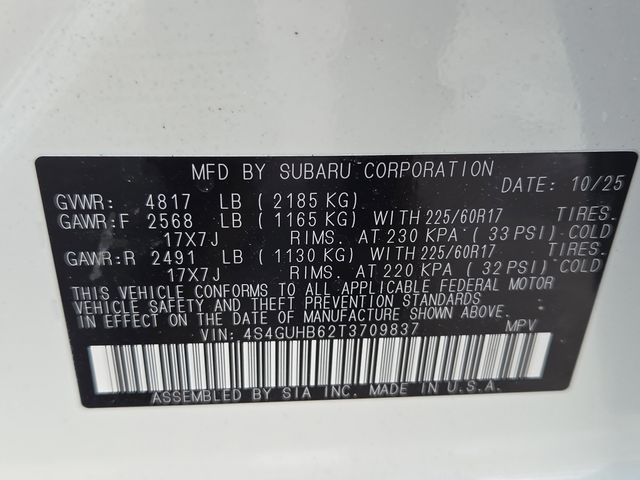 MFD BY SUBARU CORPORATION
DATE: 10/25
GVWR: 4817 LB (2185 KG)
GAWR:F 2568 LB (1165 KG) WITH 225/60R17 TIRES.
17X7J RIMS. AT 230 KPA (33 PSI) COLD
GAWR:R 2491 LB (1130 KG) WITH 225/60R17 TIRES.
17X7J RIMS. AT 220 KPA (32 PSI) COLD
THIS VEHICLE CONFORMS TO ALL APPLICABLE FEDERAL MOTOR
VEHICLE SAFETY AND THEFT PREVENTION STANDARDS
IN EFFECT ON THE DATE OF MANUFACTURE SHOWN ABOVE.
VIN: 4S4GUHB62T3709837 MPV
ASSEMBLED BY SIA INC. MADE IN U.S.A.